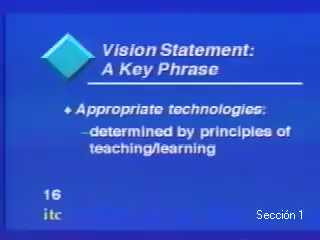 Vision Statement:
A Key Phrase
Appropriate technologies:
–determined by principles of
teaching/learning
16
itc
Sección 1